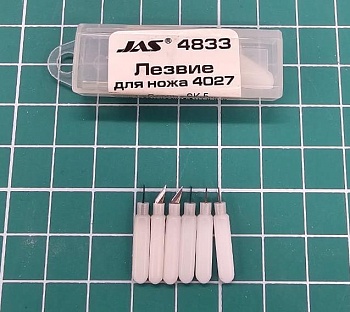 JAS® 4833
Лезвие
для ножа 4027